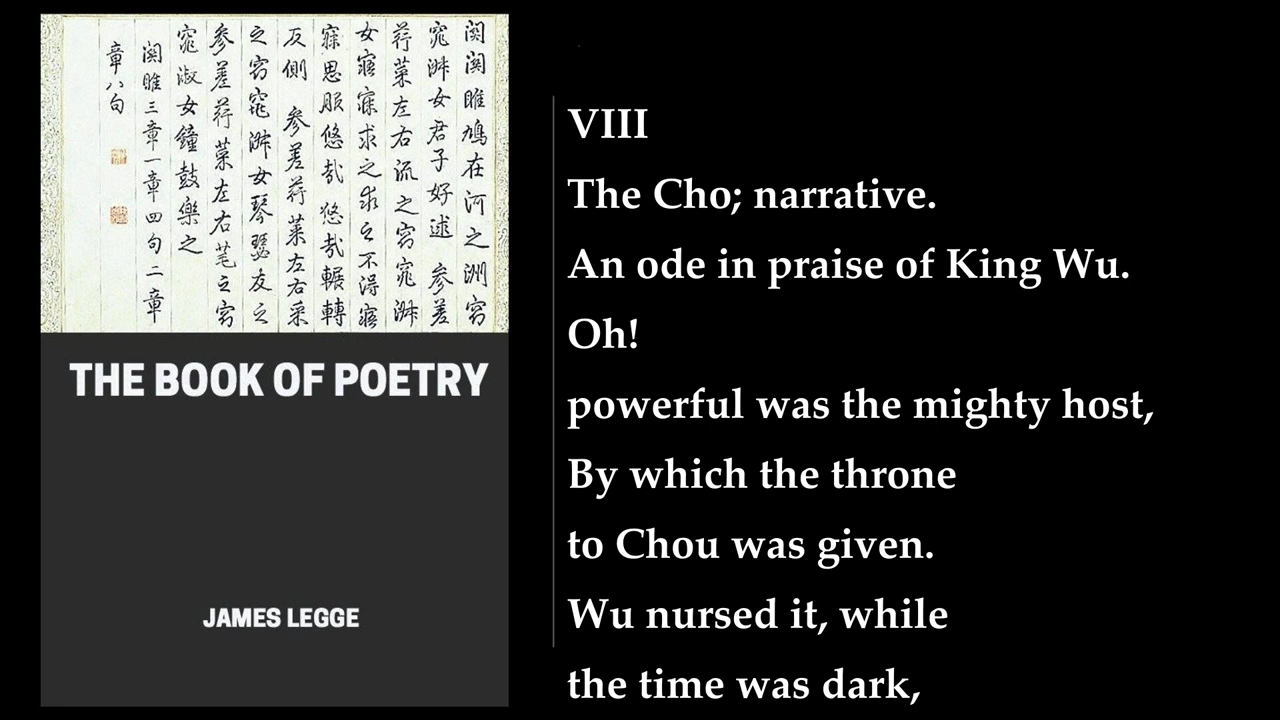 關關雎鳩在河之洲窈
窕淑女君子好逑 參差
荇菜左右流之窈窕淑
女寤寐求之求之不得寤
寐思服悠哉悠哉輾轉
反側 參差荇菜左右采
之窈窕淑女琴瑟友之
參差荇菜左右芼之窈
窕淑女鐘鼓樂之
關雎三章一章四句二章
章八句
THE BOOK OF POETRY
JAMES LEGGE
VIII
The Cho; narrative.
An ode in praise of King Wu.
Oh!
powerful was the mighty host,
By which the throne
to Chou was given.
Wu nursed it, while
the time was dark,